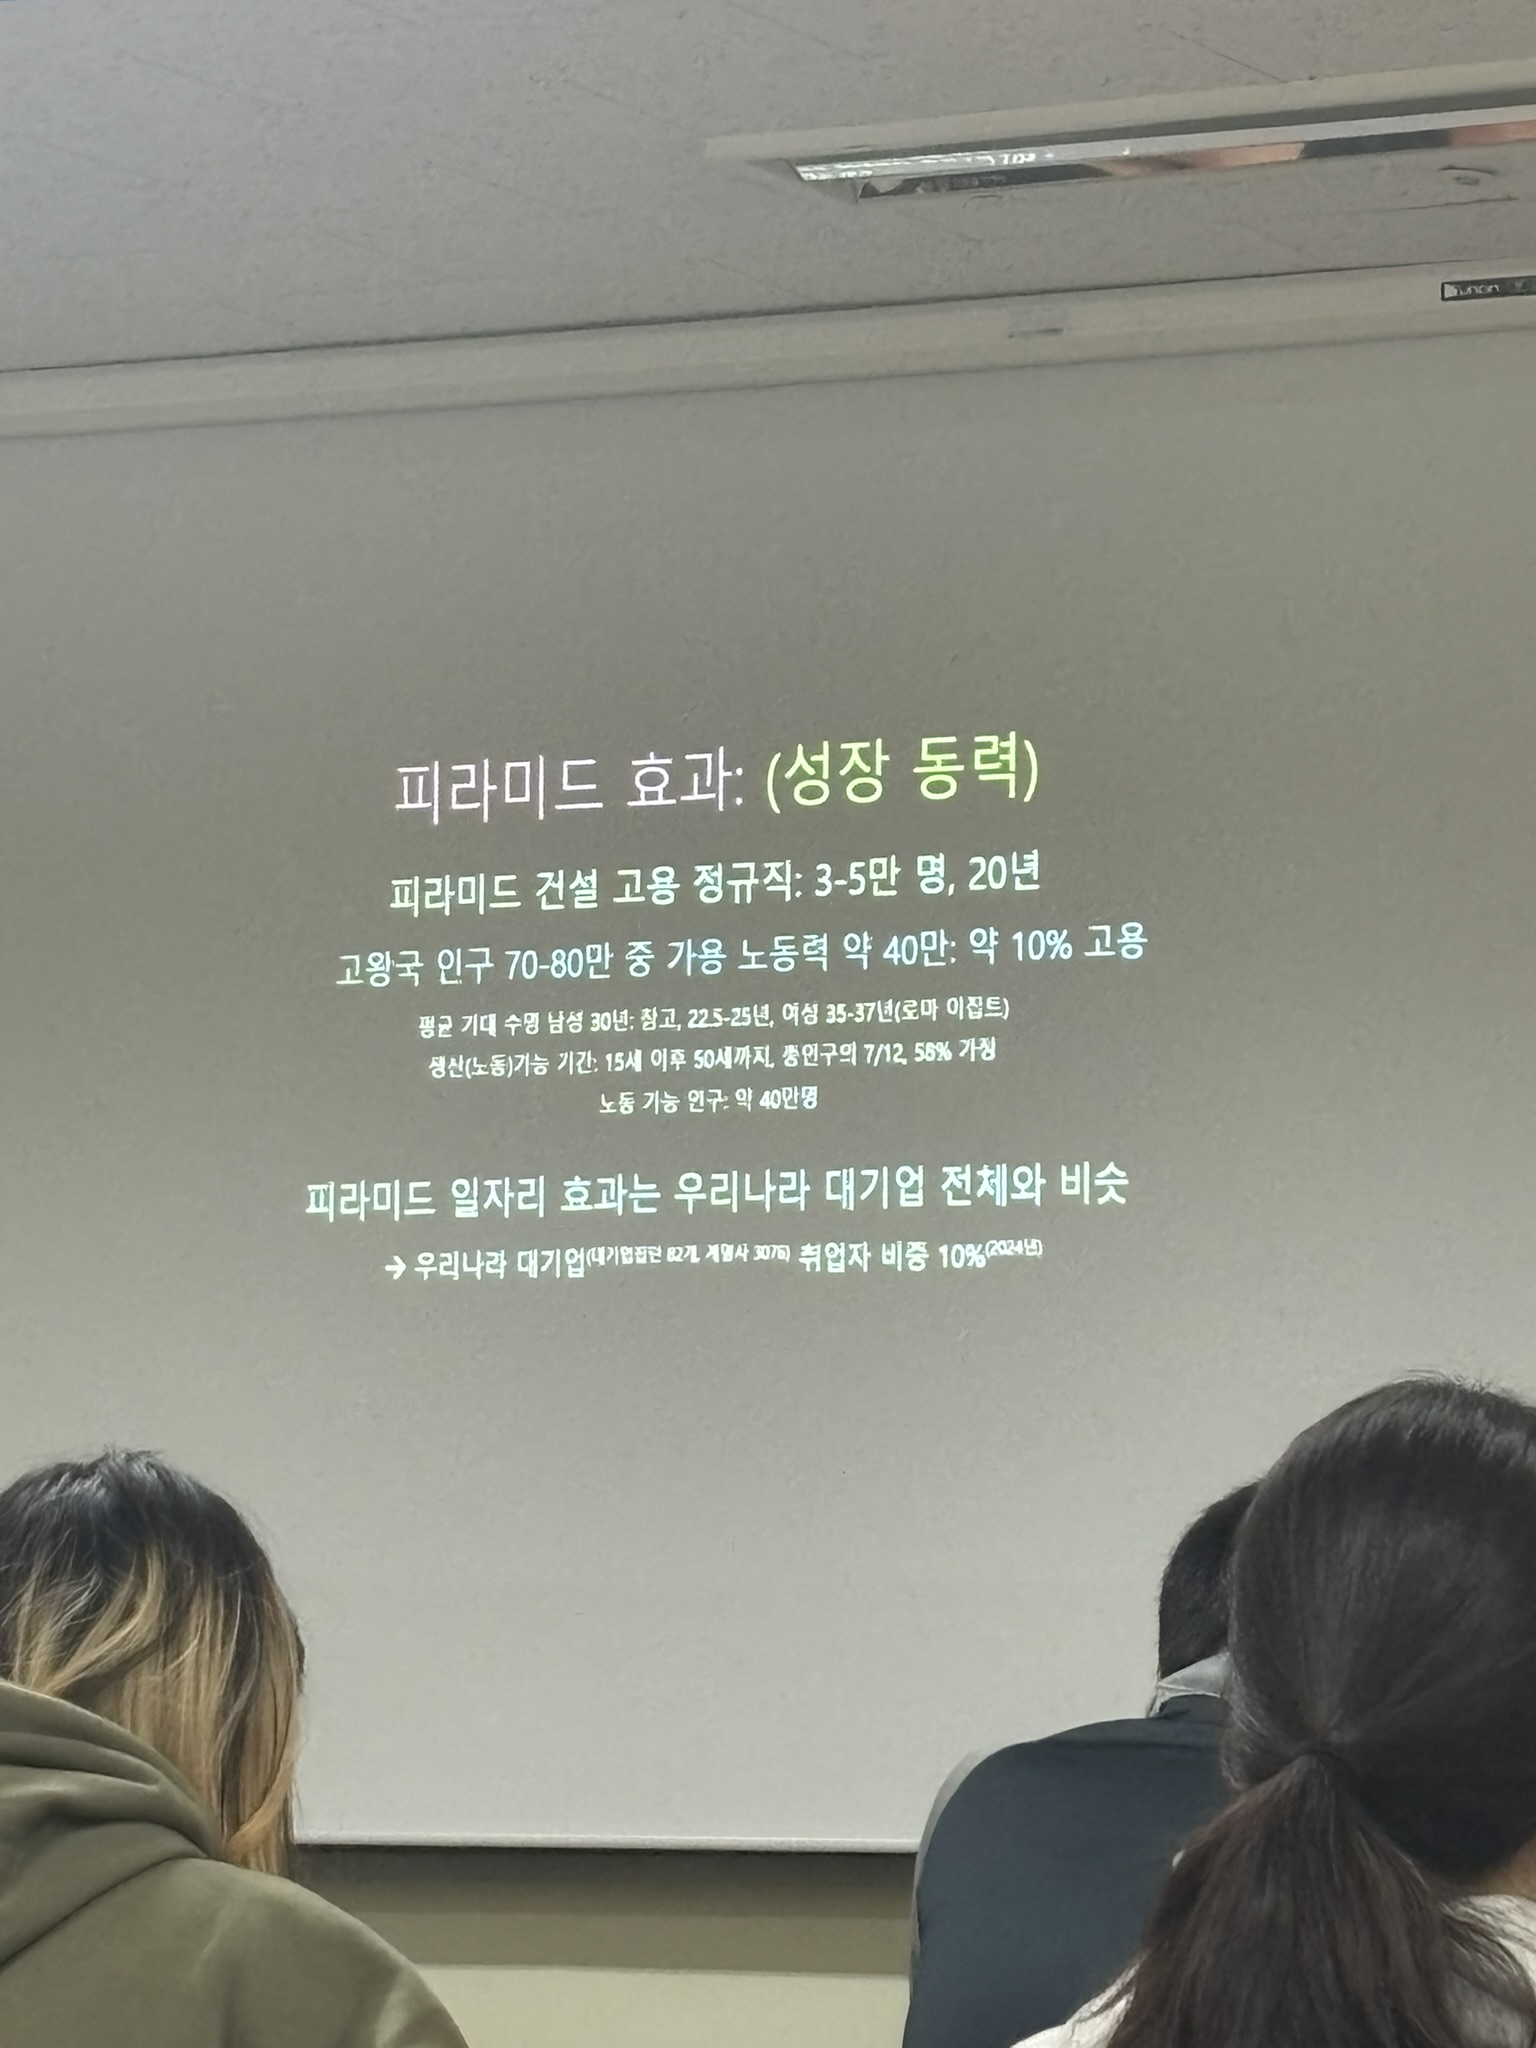 피라미드 효과: (성장 동력)
피라미드 건설 고용 정규직: 3-5만 명, 20년
고왕국 인구 70-80만 중 가용 노동력 약 40만: 약 10% 고용
평균 기대 수명 남성 30년: 참고, 22.5-25년, 여성 35-37년(로마 이집트)
생산(노동)가능 기간: 15세 이후 50세까지, 총인구의 7/12, 58% 가정
노동 가능 인구: 약 40만명
피라미드 일자리 효과는 우리나라 대기업 전체와 비슷
→ 우리나라 대기업(대기업집단 82개, 계열사 3076) 취업자 비중 10%(2024년)